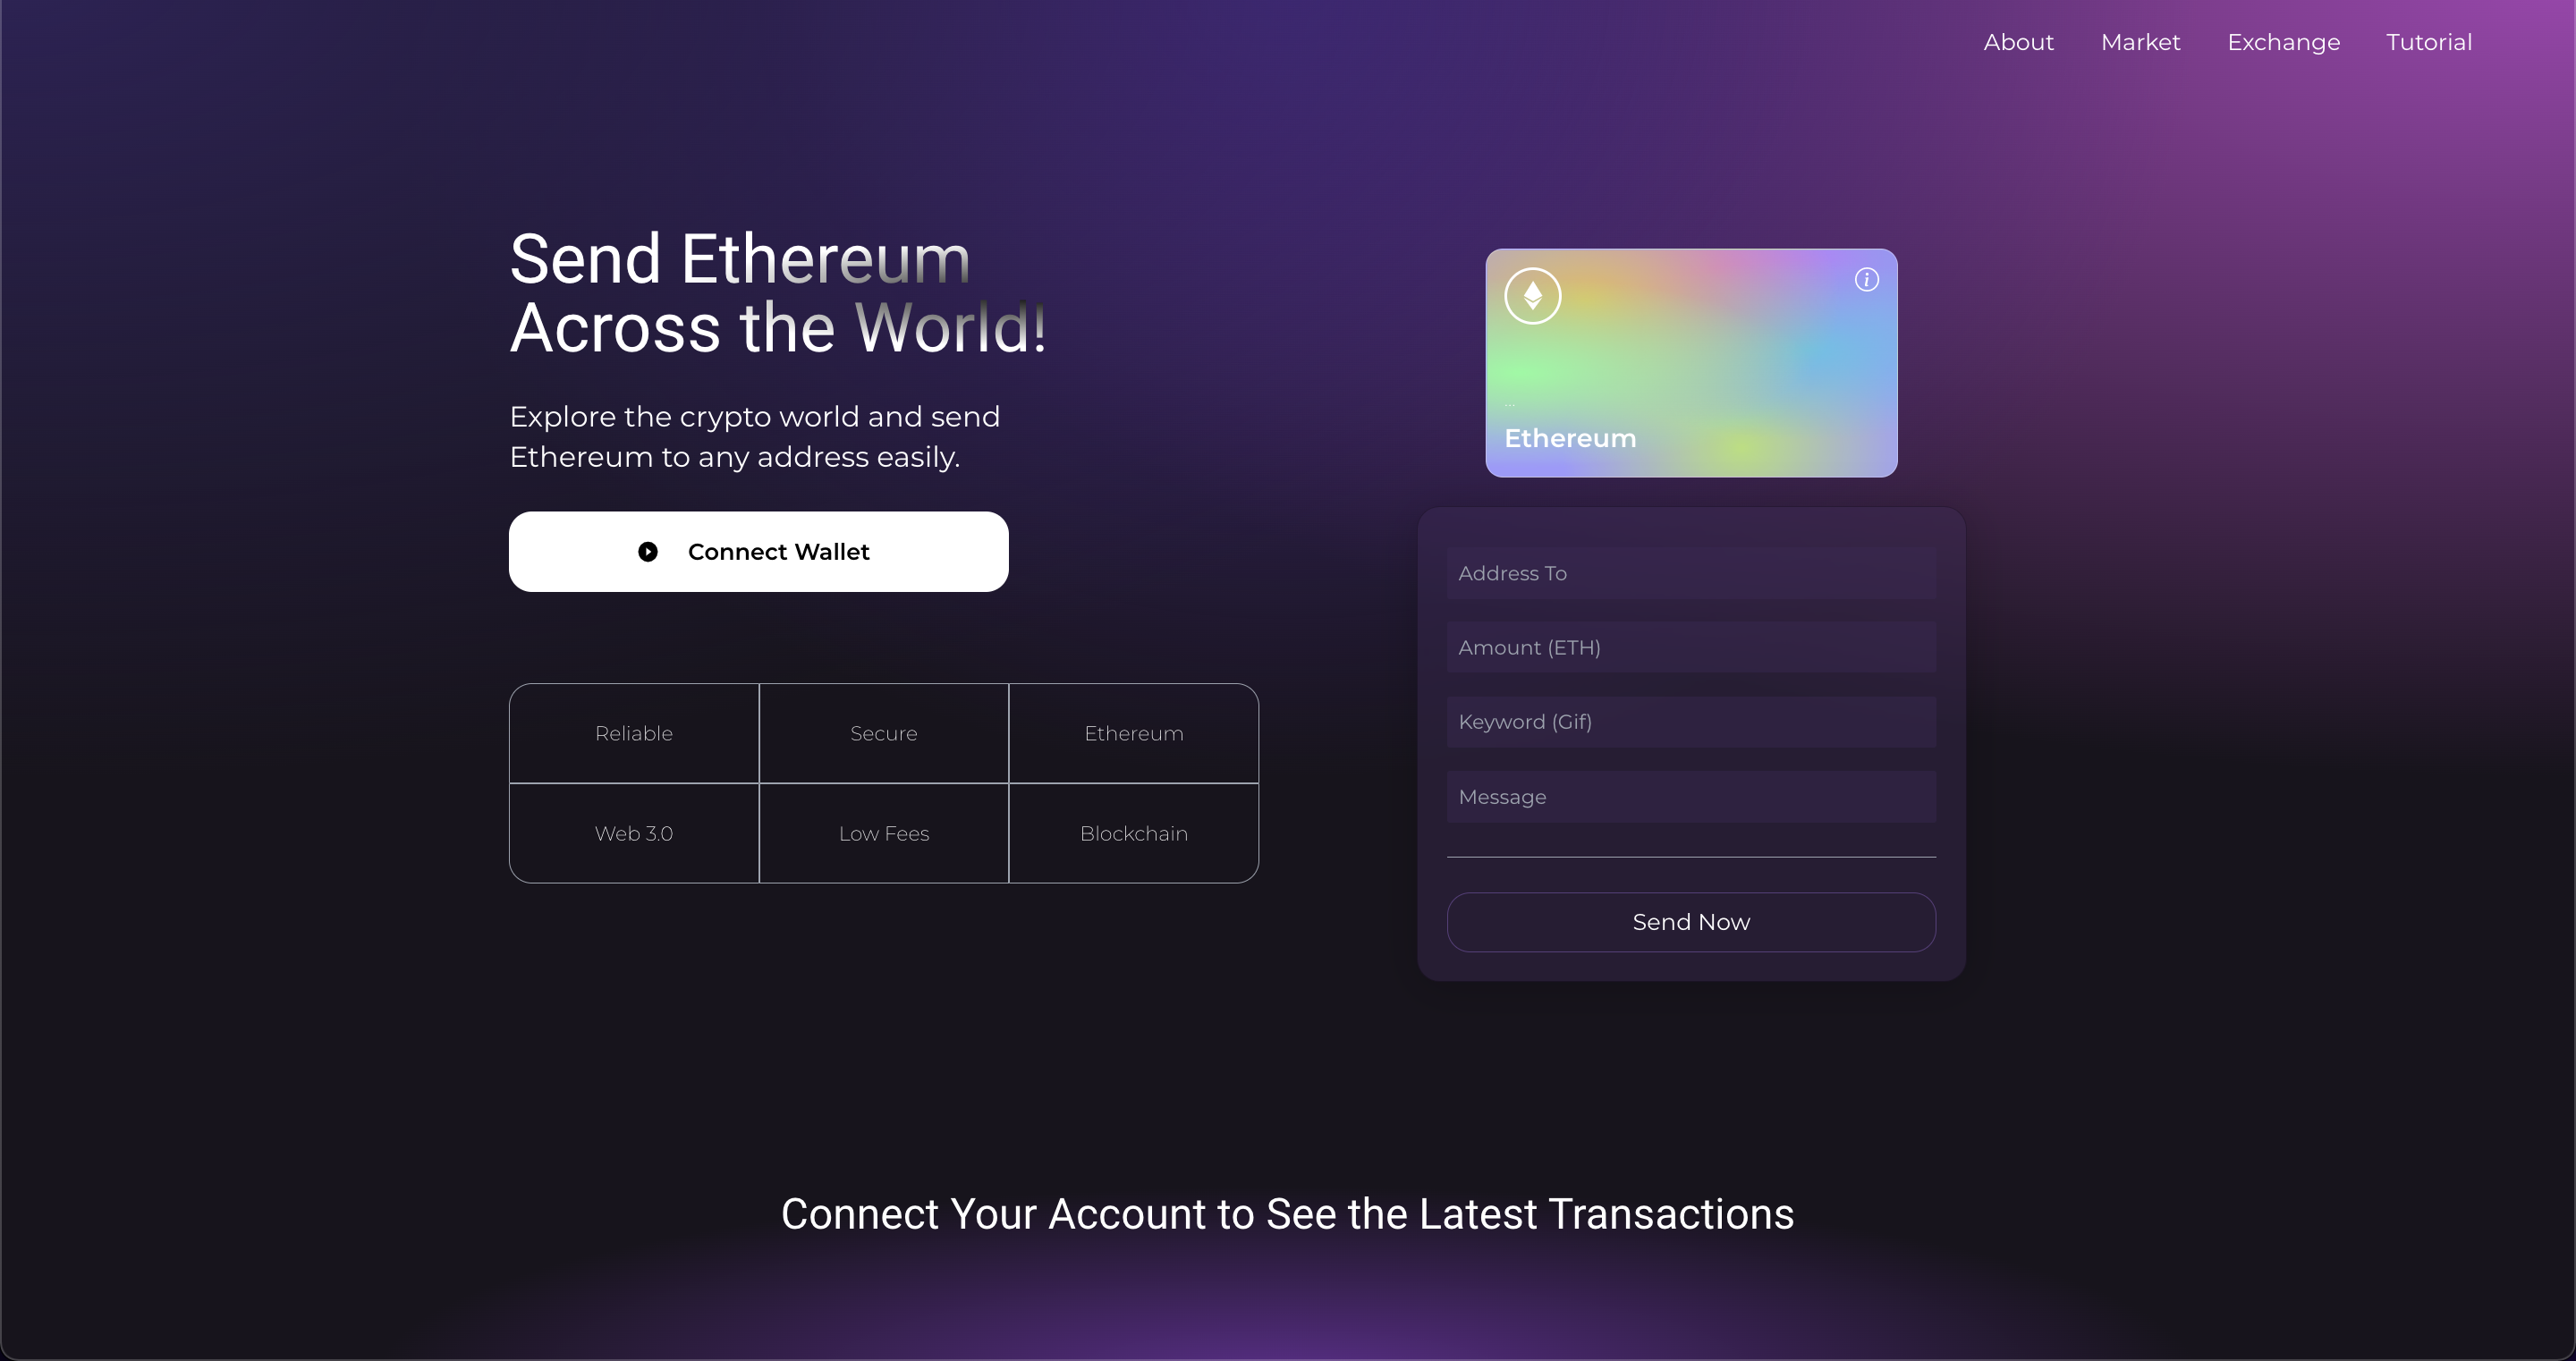 About
Market
Exchange
Tutorial
Send Ethereum
Across the World!
Explore the crypto world and send
Ethereum to any address easily.
Connect Wallet
Reliable
Secure
Ethereum
Web 3.0
Low Fees
Blockchain
...
Ethereum
Address To
Amount (ETH)
Keyword (Gif)
Message
Send Now
Connect Your Account to See the Latest Transactions